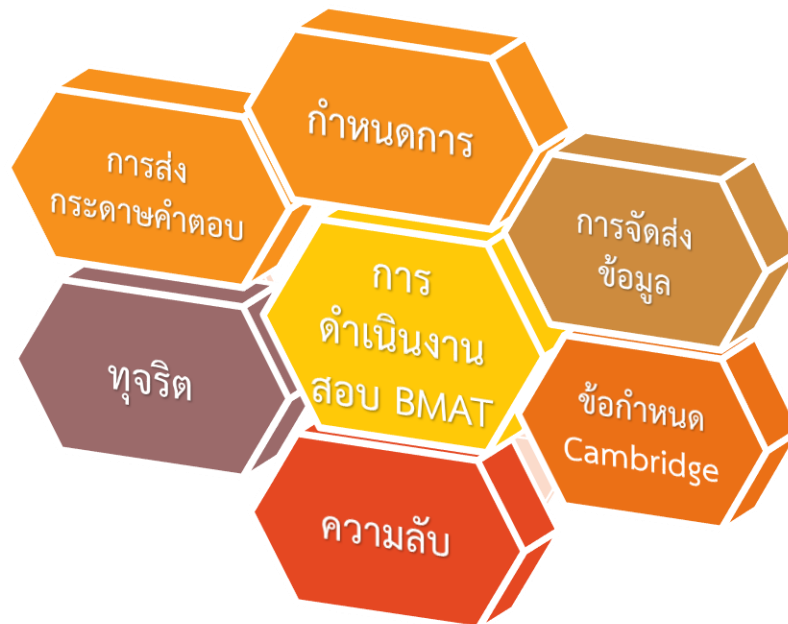 กำหนดการ
การส่ง
กระดาษคำตอบ
การจัดส่ง
ข้อมูล
การ
ดำเนินงาน
สอบ BMAT
ทุจริต
ข้อกำหนด
Cambridge
ความลับ